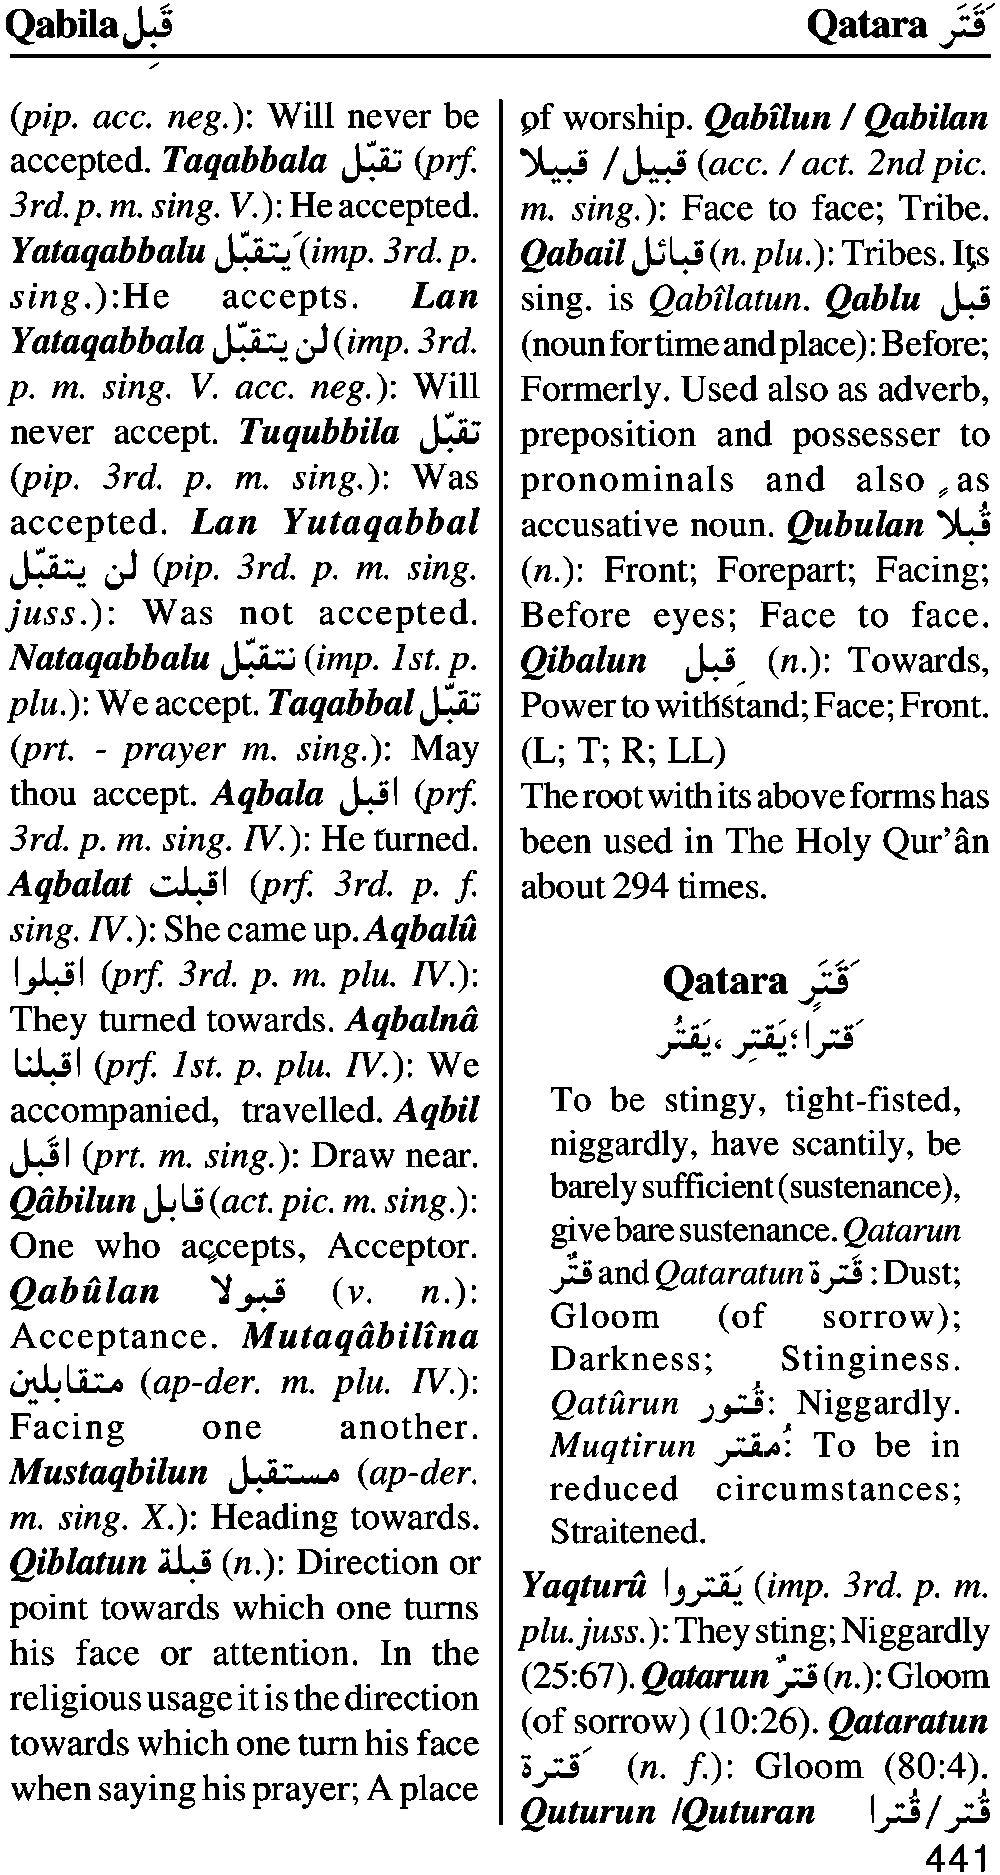 Qabila قَبِل
Qatara قَتَرَ
(pip. acc. neg.): Will never be
accepted. Taqabbala تقبّل (prf.
3rd. p. m. sing. V.): He accepted.
Yataqabbalu يَتقبّل (imp. 3rd. p.
sing.):He accepts. Lan
Yataqabbala لن يتقبّل (imp. 3rd.
p. m. sing. V. acc. neg.): Will
never accept. Tuqubbila تقبّل
(pip. 3rd. p. m. sing.): Was
accepted. Lan Yutaqabbal
لن يتقبّل (pip. 3rd. p. m. sing.
juss.): Was not accepted.
Nataqabbalu نتقبّل (imp. 1st. p.
plu.): We accept. Taqabbal تقبّل
(prt. - prayer m. sing.): May
thou accept. Aqbala اقبل (prf.
3rd. p. m. sing. IV.): He turned.
Aqbalat اقبلت (prf. 3rd. p. f.
sing. IV.): She came up. Aqbalû
اقبلوا (prf. 3rd. p. m. plu. IV.):
They turned towards. Aqbalnâ
اقبلنا (prf. 1st. p. plu. IV.): We
accompanied, travelled. Aqbil
اقَبل (prt. m. sing.): Draw near.
Qâbilun قابل (act. pic. m. sing.):
One who accepts, Acceptor.
Qabûlan قبولا (v. n.):
Acceptance. Mutaqâbilîna
متقابلين (ap-der. m. plu. IV.):
Facing one another.
Mustaqbilun مستقبل (ap-der.
m. sing. X.): Heading towards.
Qiblatun قبلة (n.): Direction or
point towards which one turns
his face or attention. In the
religious usage it is the direction
towards which one turn his face
when saying his prayer; A place
of worship. Qabîlun / Qabilan
قبيل / قبيلا (acc. / act. 2nd pic.
m. sing.): Face to face; Tribe.
Qabail قبائل (n. plu.): Tribes. Its
sing. is Qabîlatun. Qablu قبل
(noun for time and place): Before;
Formerly. Used also as adverb,
preposition and possesser to
pronominals and also as
accusative noun. Qubulan قُبلا
(n.): Front; Forepart; Facing;
Before eyes; Face to face.
Qibalun قِبل (n.): Towards,
Power to withstand; Face; Front.
(L; T; R; LL)
The root with its above forms has
been used in The Holy Qur’ân
about 294 times.
Qatara قَتَرَ
قَترا؛ يَقتِر، يَقتُر
To be stingy, tight-fisted,
niggardly, have scantily, be
barely sufficient (sustenance),
give bare sustenance. Qatarun
قَتَرٌ and Qataratun قَترة : Dust;
Gloom (of sorrow);
Darkness; Stinginess.
Qatûrun قُتور: Niggardly.
Muqtirun مُقتر: To be in
reduced circumstances;
Straitened.
Yaqturû يَقتروا (imp. 3rd. p. m.
plu. juss.): They sting; Niggardly
(25:67). Qatarun قترٌ (n.): Gloom
(of sorrow) (10:26). Qataratun
قَترة (n. f.): Gloom (80:4).
Quturun /Quturan قُتر/قُترا
441